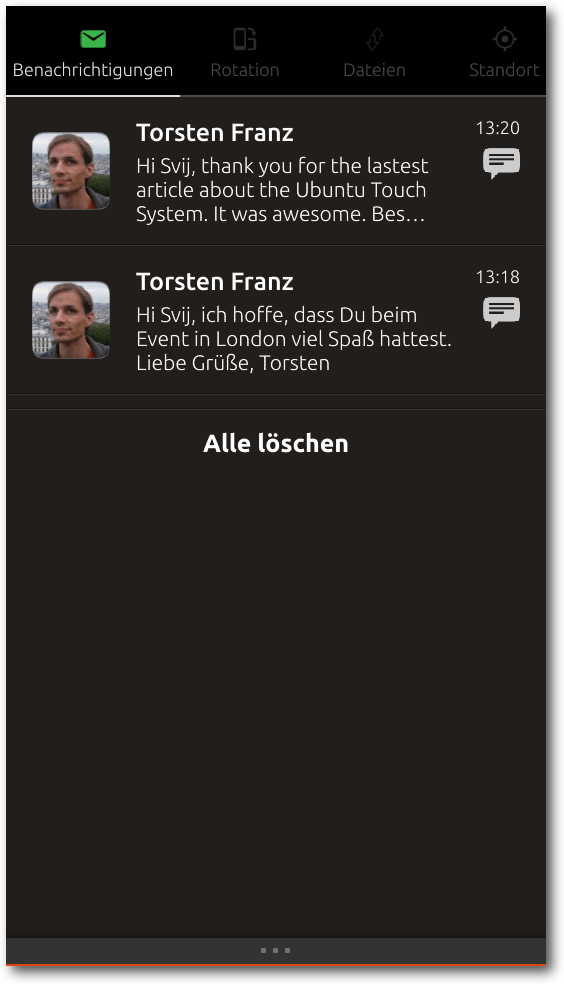 Benachrichtigungen Rotation Dateien Standort
Torsten Franz 13:20
Hi Svij, thank you for the lastest
article about the Ubuntu Touch
System. It was awesome. Bes…
Torsten Franz 13:18
Hi Svij, ich hoffe, dass Du beim
Event in London viel Spaß hattest.
Liebe Grüße, Torsten
Alle löschen